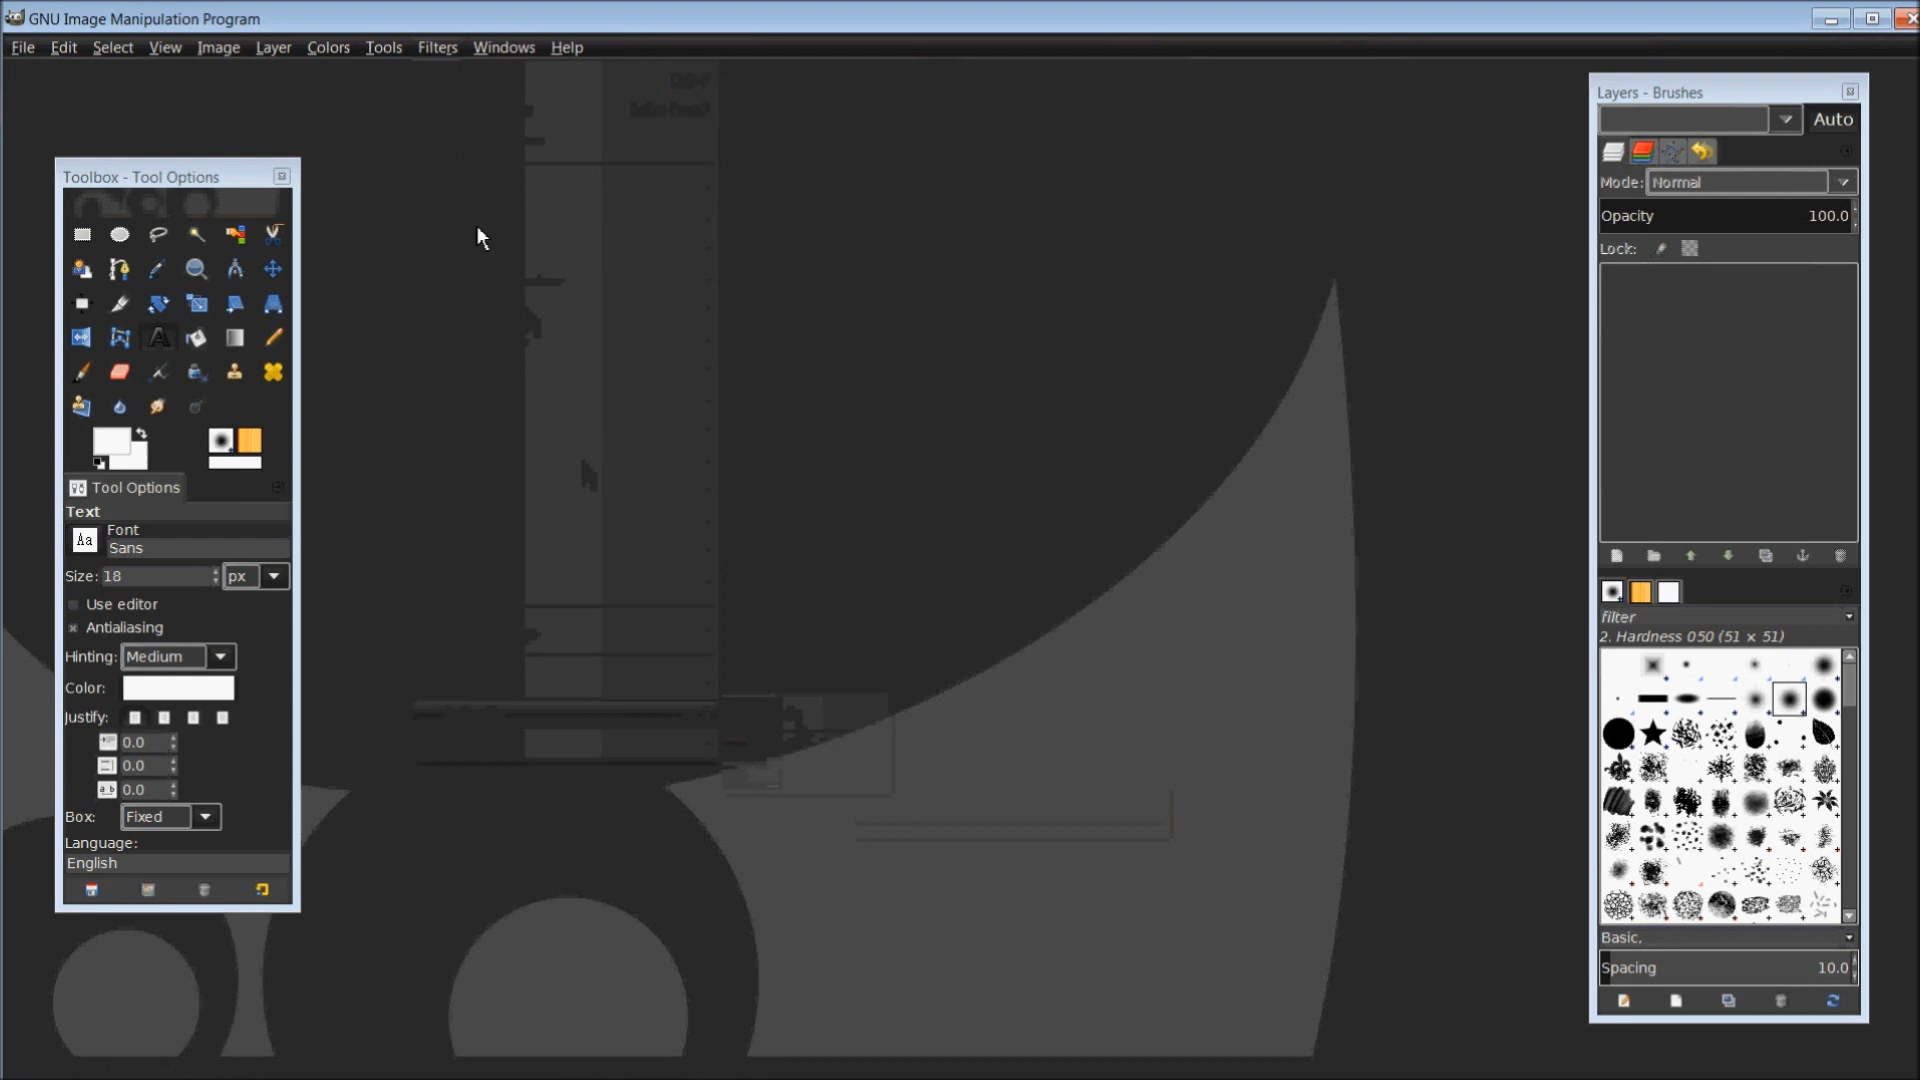 GNU Image Manipulation Program
File Edit Select View Image Layer Colors Tools Filters Windows Help
Layers - Brushes
Auto
Toolbox - Tool Options
Mode: Normal
Opacity 100.0
Lock:
Tool Options
Text
Aa
Font
Sans
Size: 18 px
Use editor
Antialiasing
Hinting: Medium
Color:
Justify:
0.0
0.0
a b 0.0
Box: Fixed
Language:
English
filter
2. Hardness 050 (51 × 51)
Basic,
Spacing 10.0